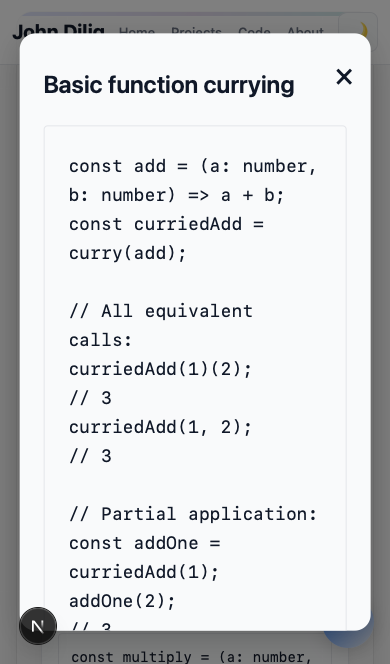 John Dilig Home Projects Code About
Basic function currying ×
const add = (a: number,
b: number) => a + b;
const curriedAdd =
curry(add);
// All equivalent
calls:
curriedAdd(1)(2);
// 3
curriedAdd(1, 2);
// 3
// Partial application:
const addOne =
curriedAdd(1);
addOne(2);
// 3
N
const multiply = (a: number,